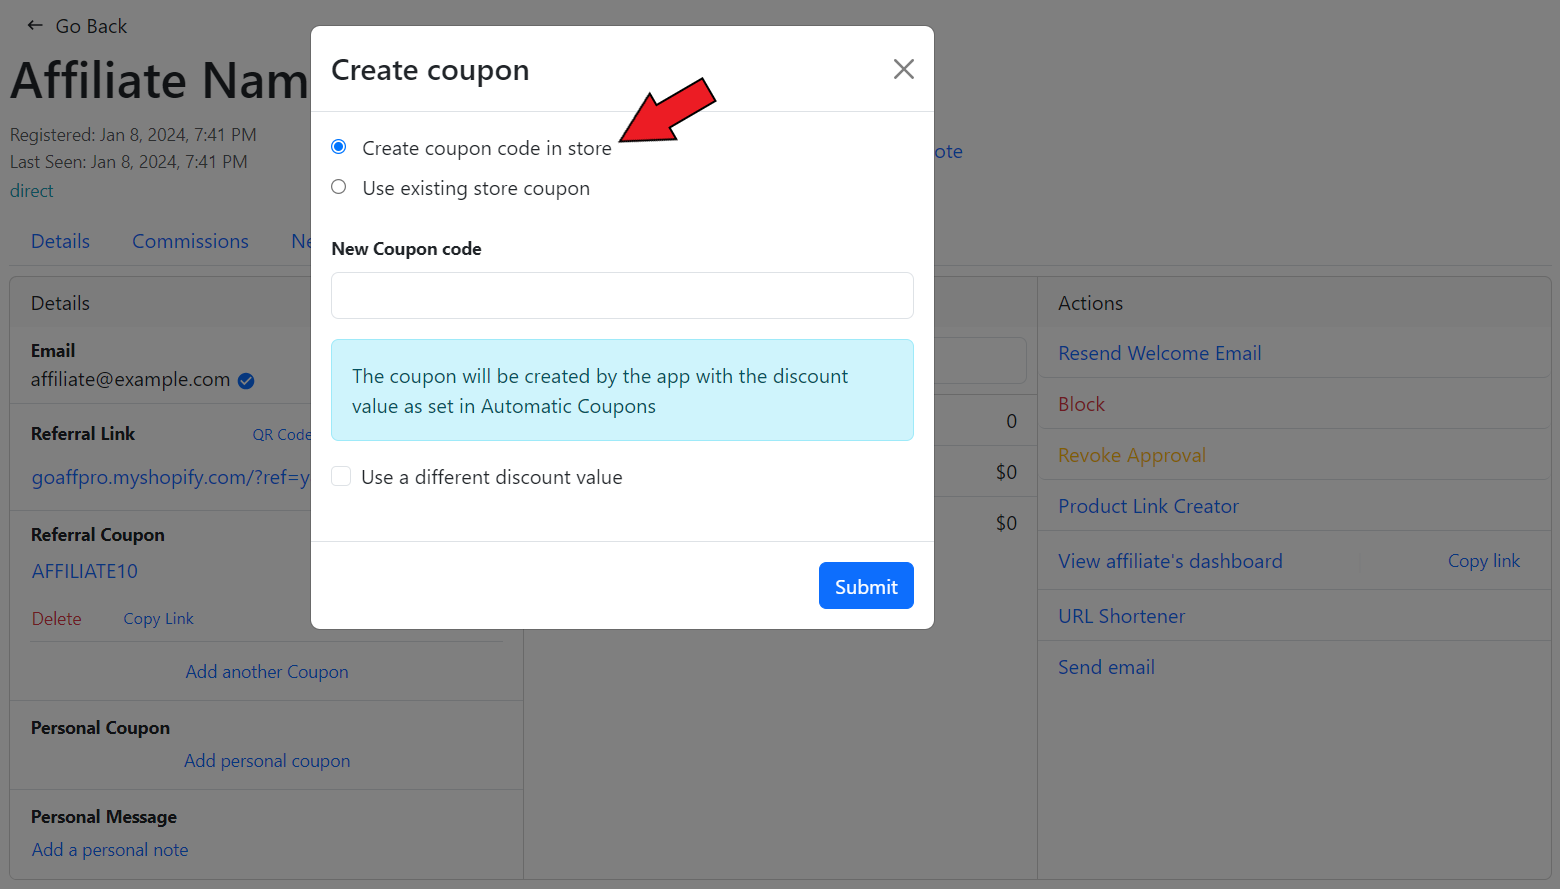 Go Back
Affiliate Nam
Registered: Jan 8, 2024, 7:41 PM
Last Seen: Jan 8, 2024, 7:41 PM
direct
ote
Details
Commissions
Ne
Create coupon
Create coupon code in store
Use existing store coupon
New Coupon code
The coupon will be created by the app with the discount
value as set in Automatic Coupons
Use a different discount value
Submit
Details
Email
affiliate@example.com
Referral Link
QR Code
goaffpro.myshopify.com/?ref=y
Referral Coupon
AFFILIATE10
Delete
Copy Link
Add another Coupon
Personal Coupon
Add personal coupon
Personal Message
Add a personal note
0
$0
$0
Actions
Resend Welcome Email
Block
Revoke Approval
Product Link Creator
View affiliate's dashboard
Copy link
URL Shortener
Send email